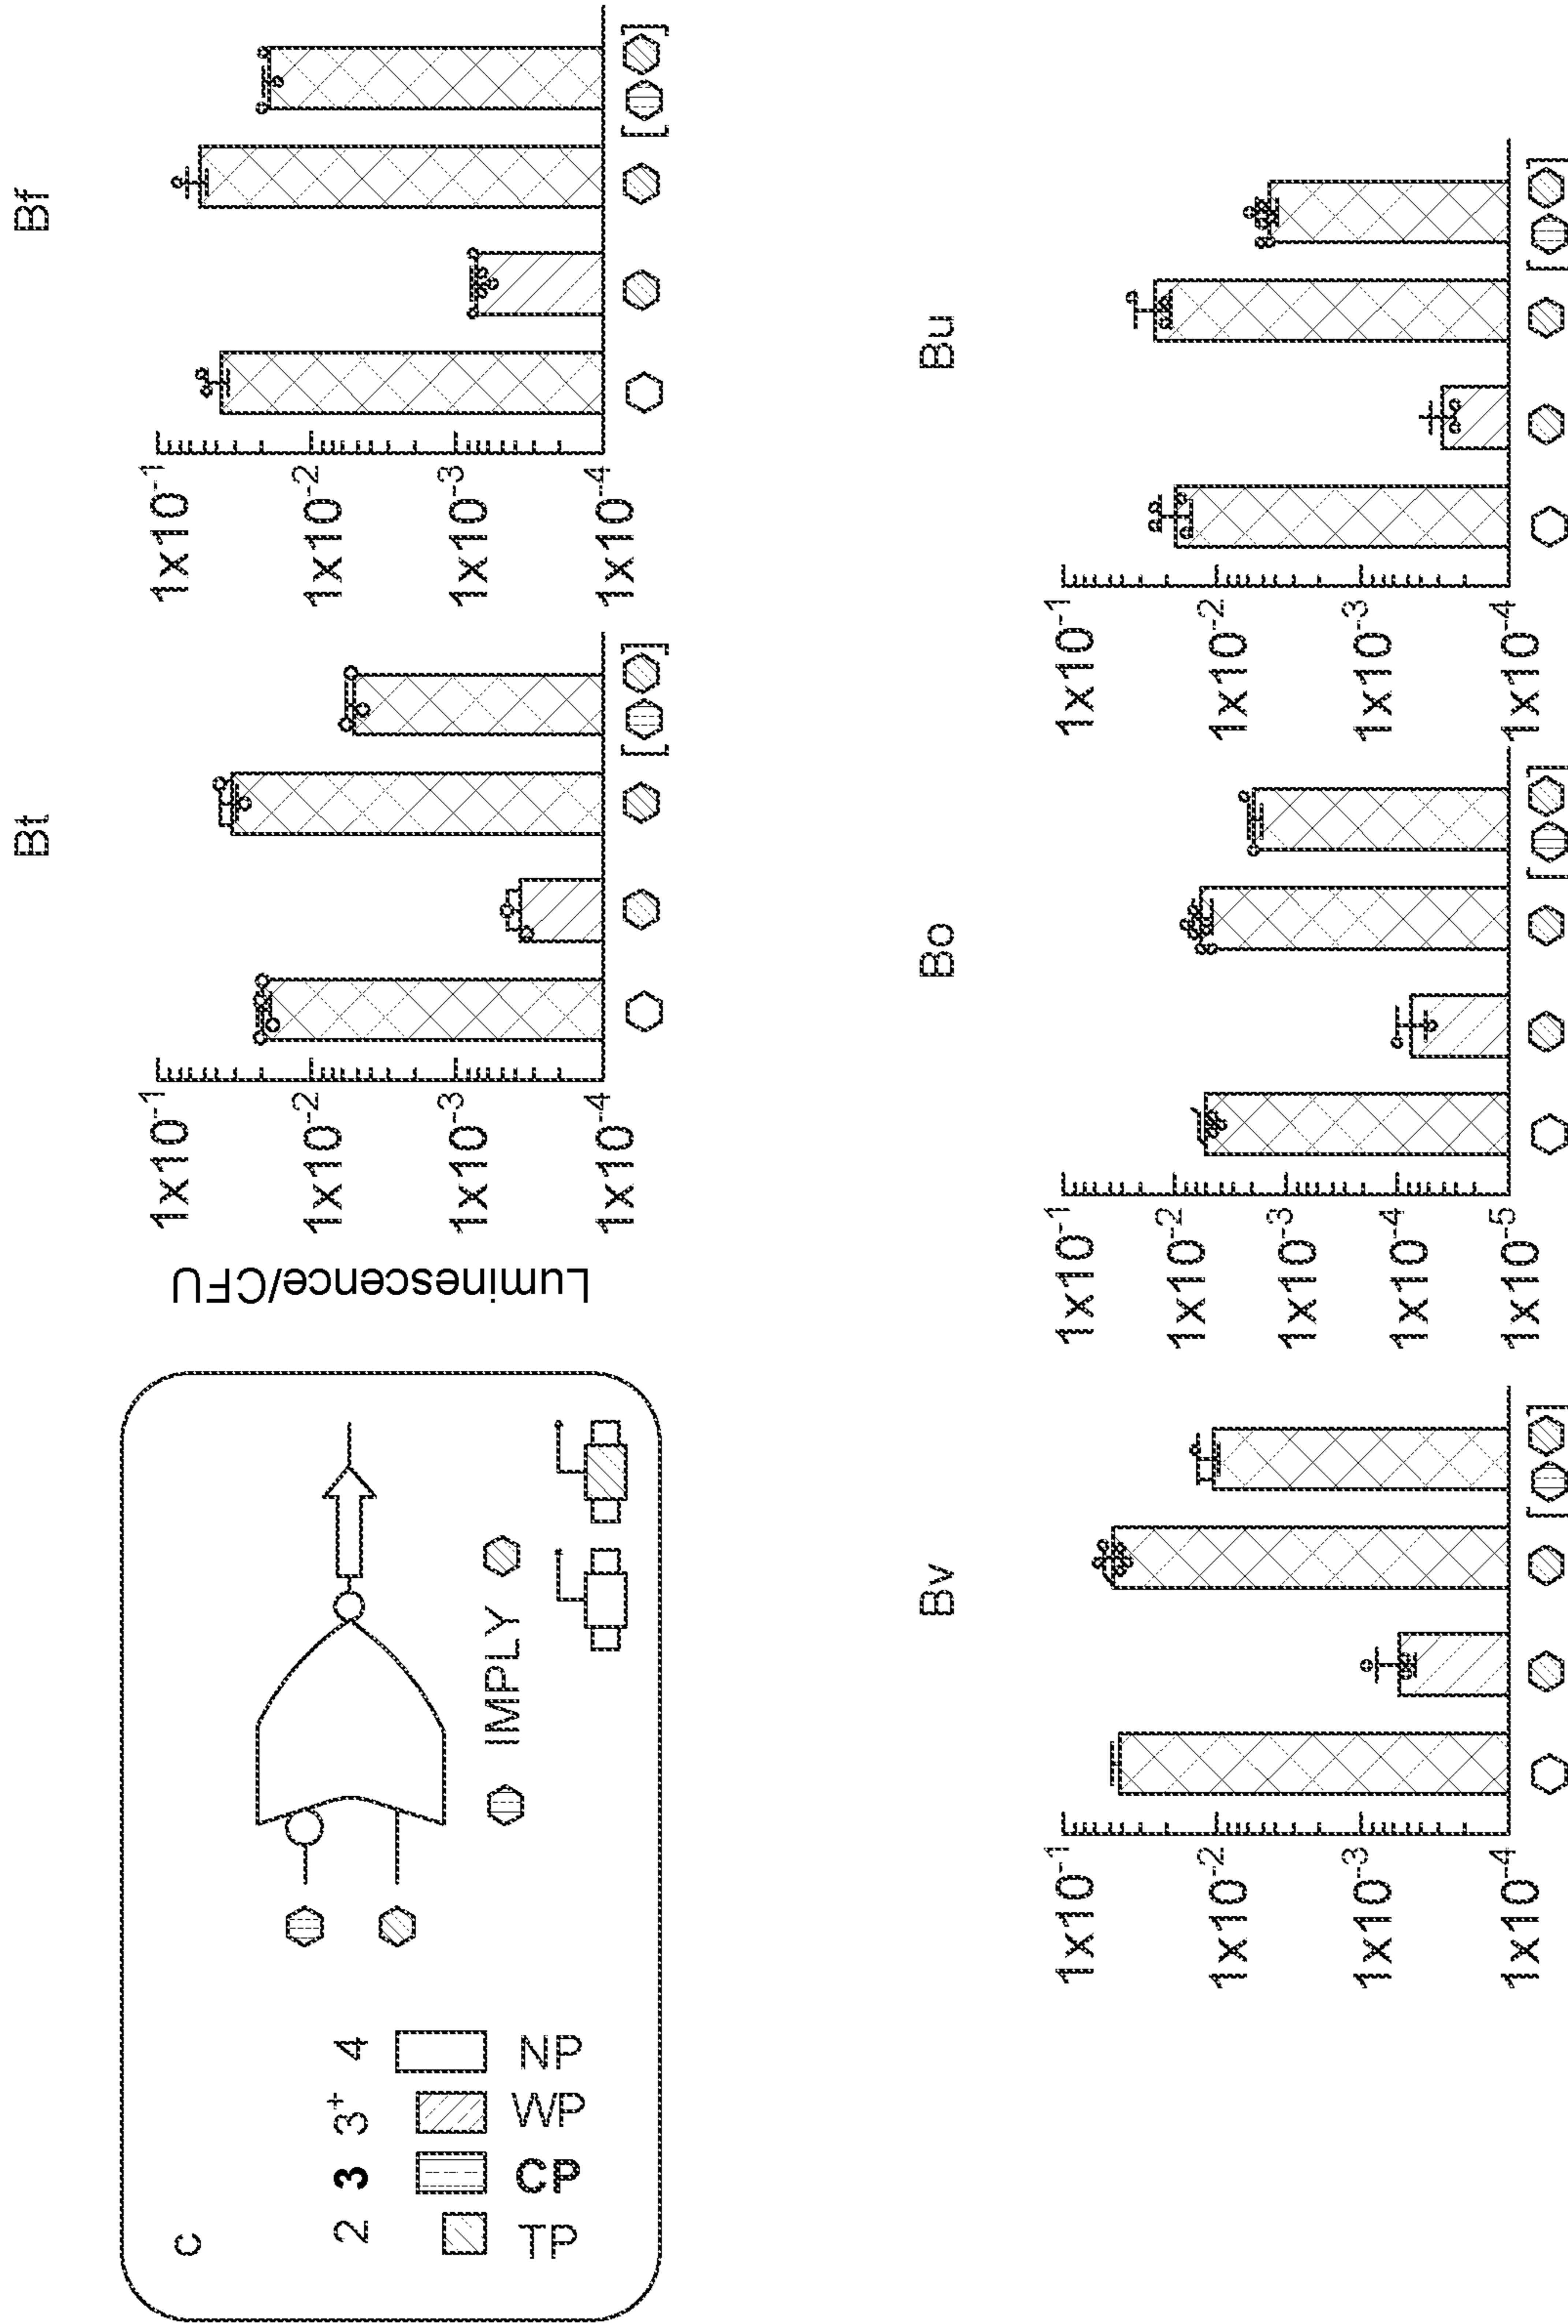 c
2 3 3+ 4
TP CP WP NP
IMPLY
Luminescence/CFU
Bt
1x10-1
1x10-2
1x10-3
1x10-4
[ ]
Bf
1x10-1
1x10-2
1x10-3
1x10-4
[ ]
Bv
1x10-1
1x10-2
1x10-3
1x10-4
[ ]
Bo
1x10-1
1x10-2
1x10-3
1x10-4
1x10-5
[ ]
Bu
1x10-1
1x10-2
1x10-3
1x10-4
[ ]